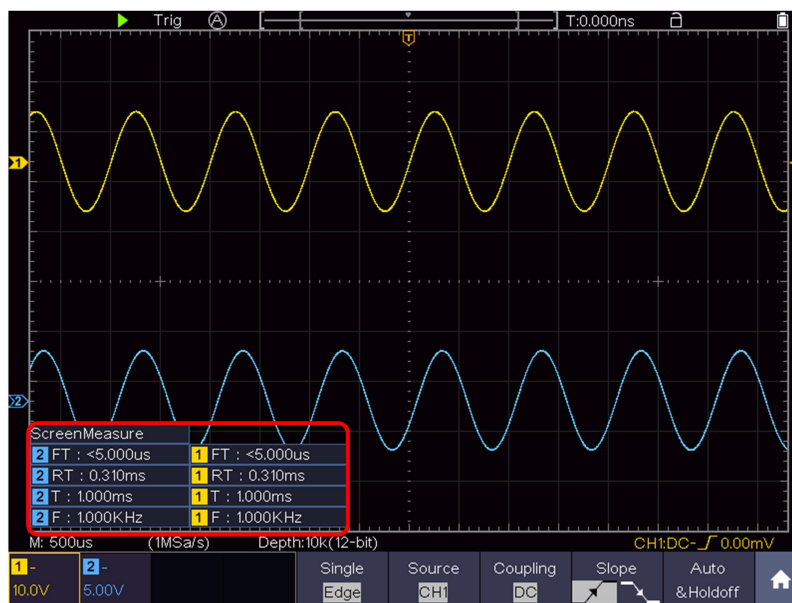 Trig A T:0.000ns
T
1
2
ScreenMeasure
2 FT : <5.000us 1 FT : <5.000us
2 RT : 0.310ms 1 RT : 0.310ms
2 T : 1.000ms 1 T : 1.000ms
2 F : 1.000KHz 1 F : 1.000KHz
M: 500us (1MSa/s) Depth:10k(12-bit) CH1:DC- 0.00mV
1 - 2 - Single Source Coupling Slope Auto
10.0V 5.00V Edge CH1 DC &Holdoff